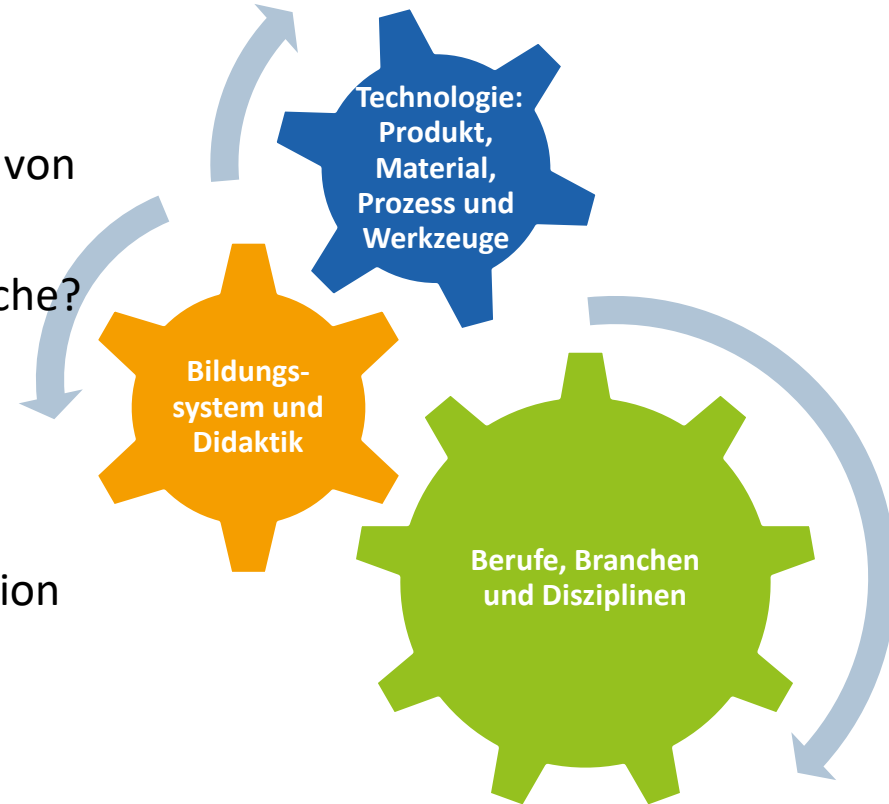 von
che?
ion
Technologie:
Produkt,
Material,
Prozess und
Werkzeuge
Bildungs-
system und
Didaktik
Berufe, Branchen
und Disziplinen